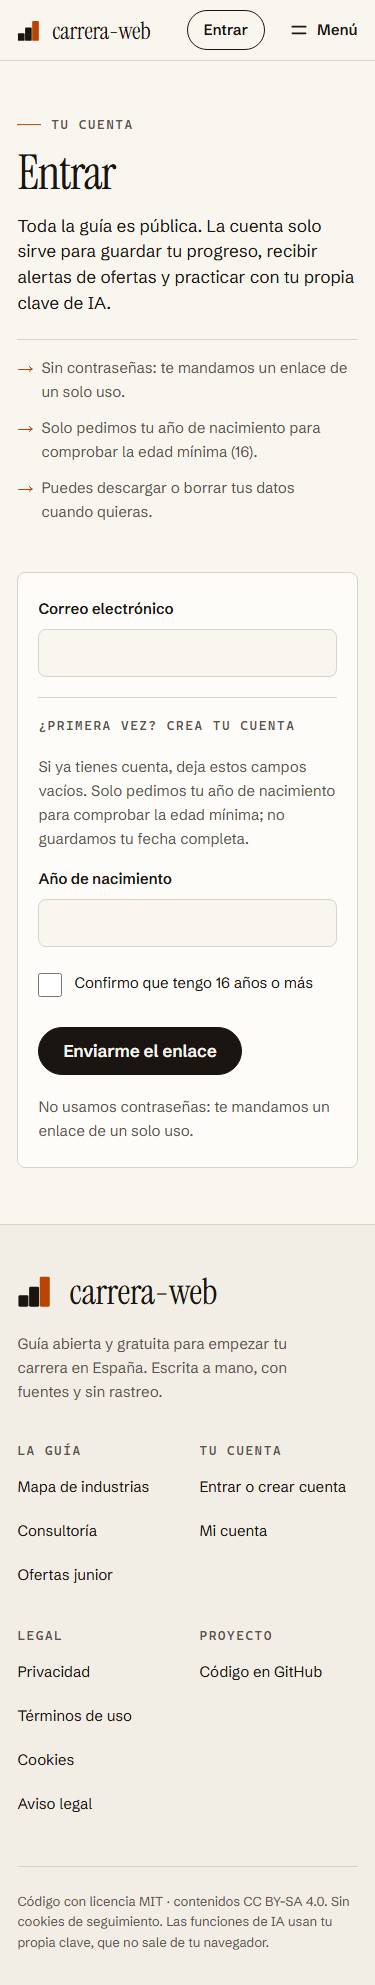 carrera-web
Entrar
Menú
TU CUENTA
Entrar
Toda la guía es pública. La cuenta solo
sirve para guardar tu progreso, recibir
alertas de ofertas y practicar con tu propia
clave de IA.
→ Sin contraseñas: te mandamos un enlace de
un solo uso.
→ Solo pedimos tu año de nacimiento para
comprobar la edad mínima (16).
→ Puedes descargar o borrar tus datos
cuando quieras.
Correo electrónico
¿PRIMERA VEZ? CREA TU CUENTA
Si ya tienes cuenta, deja estos campos
vacíos. Solo pedimos tu año de nacimiento
para comprobar la edad mínima; no
guardamos tu fecha completa.
Año de nacimiento
Confirmo que tengo 16 años o más
Enviarme el enlace
No usamos contraseñas: te mandamos un
enlace de un solo uso.
carrera-web
Guía abierta y gratuita para empezar tu
carrera en España. Escrita a mano, con
fuentes y sin rastreo.
LA GUÍA
Mapa de industrias
Consultoría
Ofertas junior
TU CUENTA
Entrar o crear cuenta
Mi cuenta
LEGAL
Privacidad
Términos de uso
Cookies
Aviso legal
PROYECTO
Código en GitHub
Código con licencia MIT · contenidos CC BY-SA 4.0. Sin
cookies de seguimiento. Las funciones de IA usan tu
propia clave, que no sale de tu navegador.